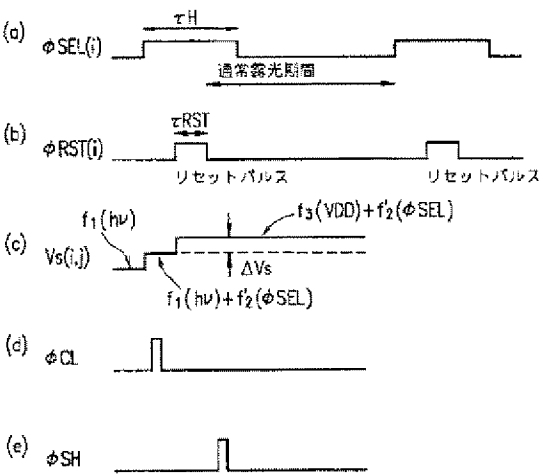 τH
(a) φSEL(i)
通常露光期間
(b) φRST(i)
τRST
リセットパルス
リセットパルス
(c) Vs(i,j)
f₁(hν)
f₃(VDD)+f'₂(φSEL)
ΔVs
f₁(hν)+f'₂(φSEL)
(d) φCL
(e) φSH